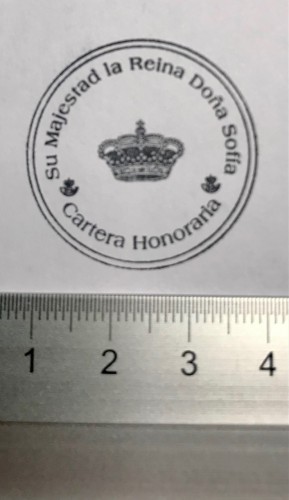 Su Majestad la Reina Doña Sofía
Cartera Honoraria
1 2 3 4